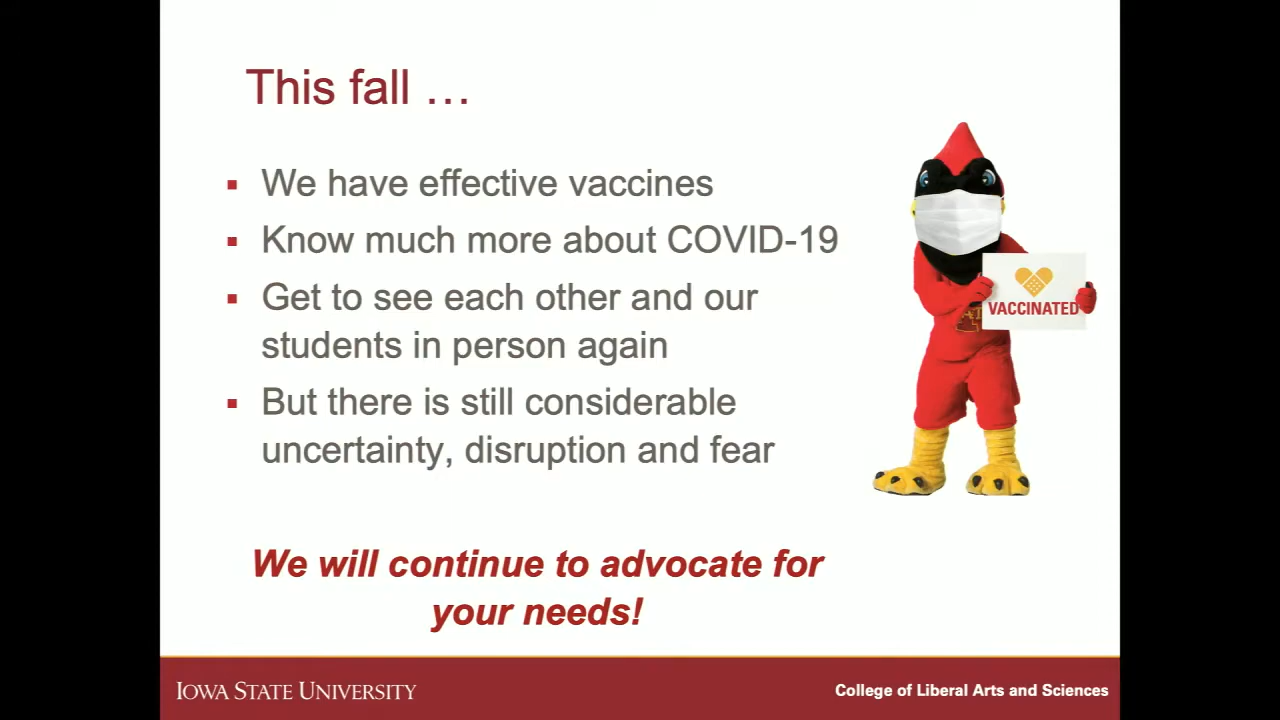 This fall …
▪ We have effective vaccines
▪ Know much more about COVID-19
▪ Get to see each other and our
students in person again
▪ But there is still considerable
uncertainty, disruption and fear
VACCINATED
We will continue to advocate for
your needs!
IOWA STATE UNIVERSITY
College of Liberal Arts and Sciences